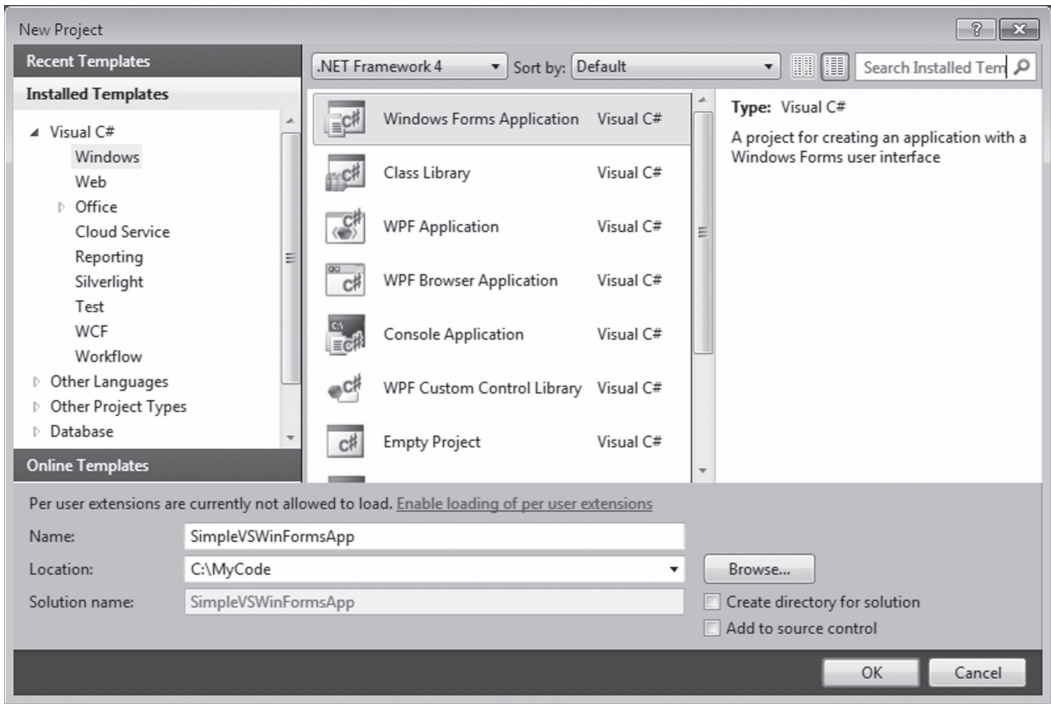 New Project
Recent Templates
Installed Templates
Visual C#
Windows
Web
Office
Cloud Service
Reporting
Silverlight
Test
WCF
Workflow
Other Languages
Other Project Types
Database
Online Templates
.NET Framework 4
Sort by: Default
Search Installed Tem
Windows Forms Application Visual C#
Class Library Visual C#
WPF Application Visual C#
WPF Browser Application Visual C#
Console Application Visual C#
WPF Custom Control Library Visual C#
Empty Project Visual C#
Type: Visual C#
A project for creating an application with a
Windows Forms user interface
Per user extensions are currently not allowed to load. Enable loading of per user extensions
Name: SimpleVSWinFormsApp
Location: C:\MyCode
Browse...
Solution name: SimpleVSWinFormsApp
Create directory for solution
Add to source control
OK Cancel